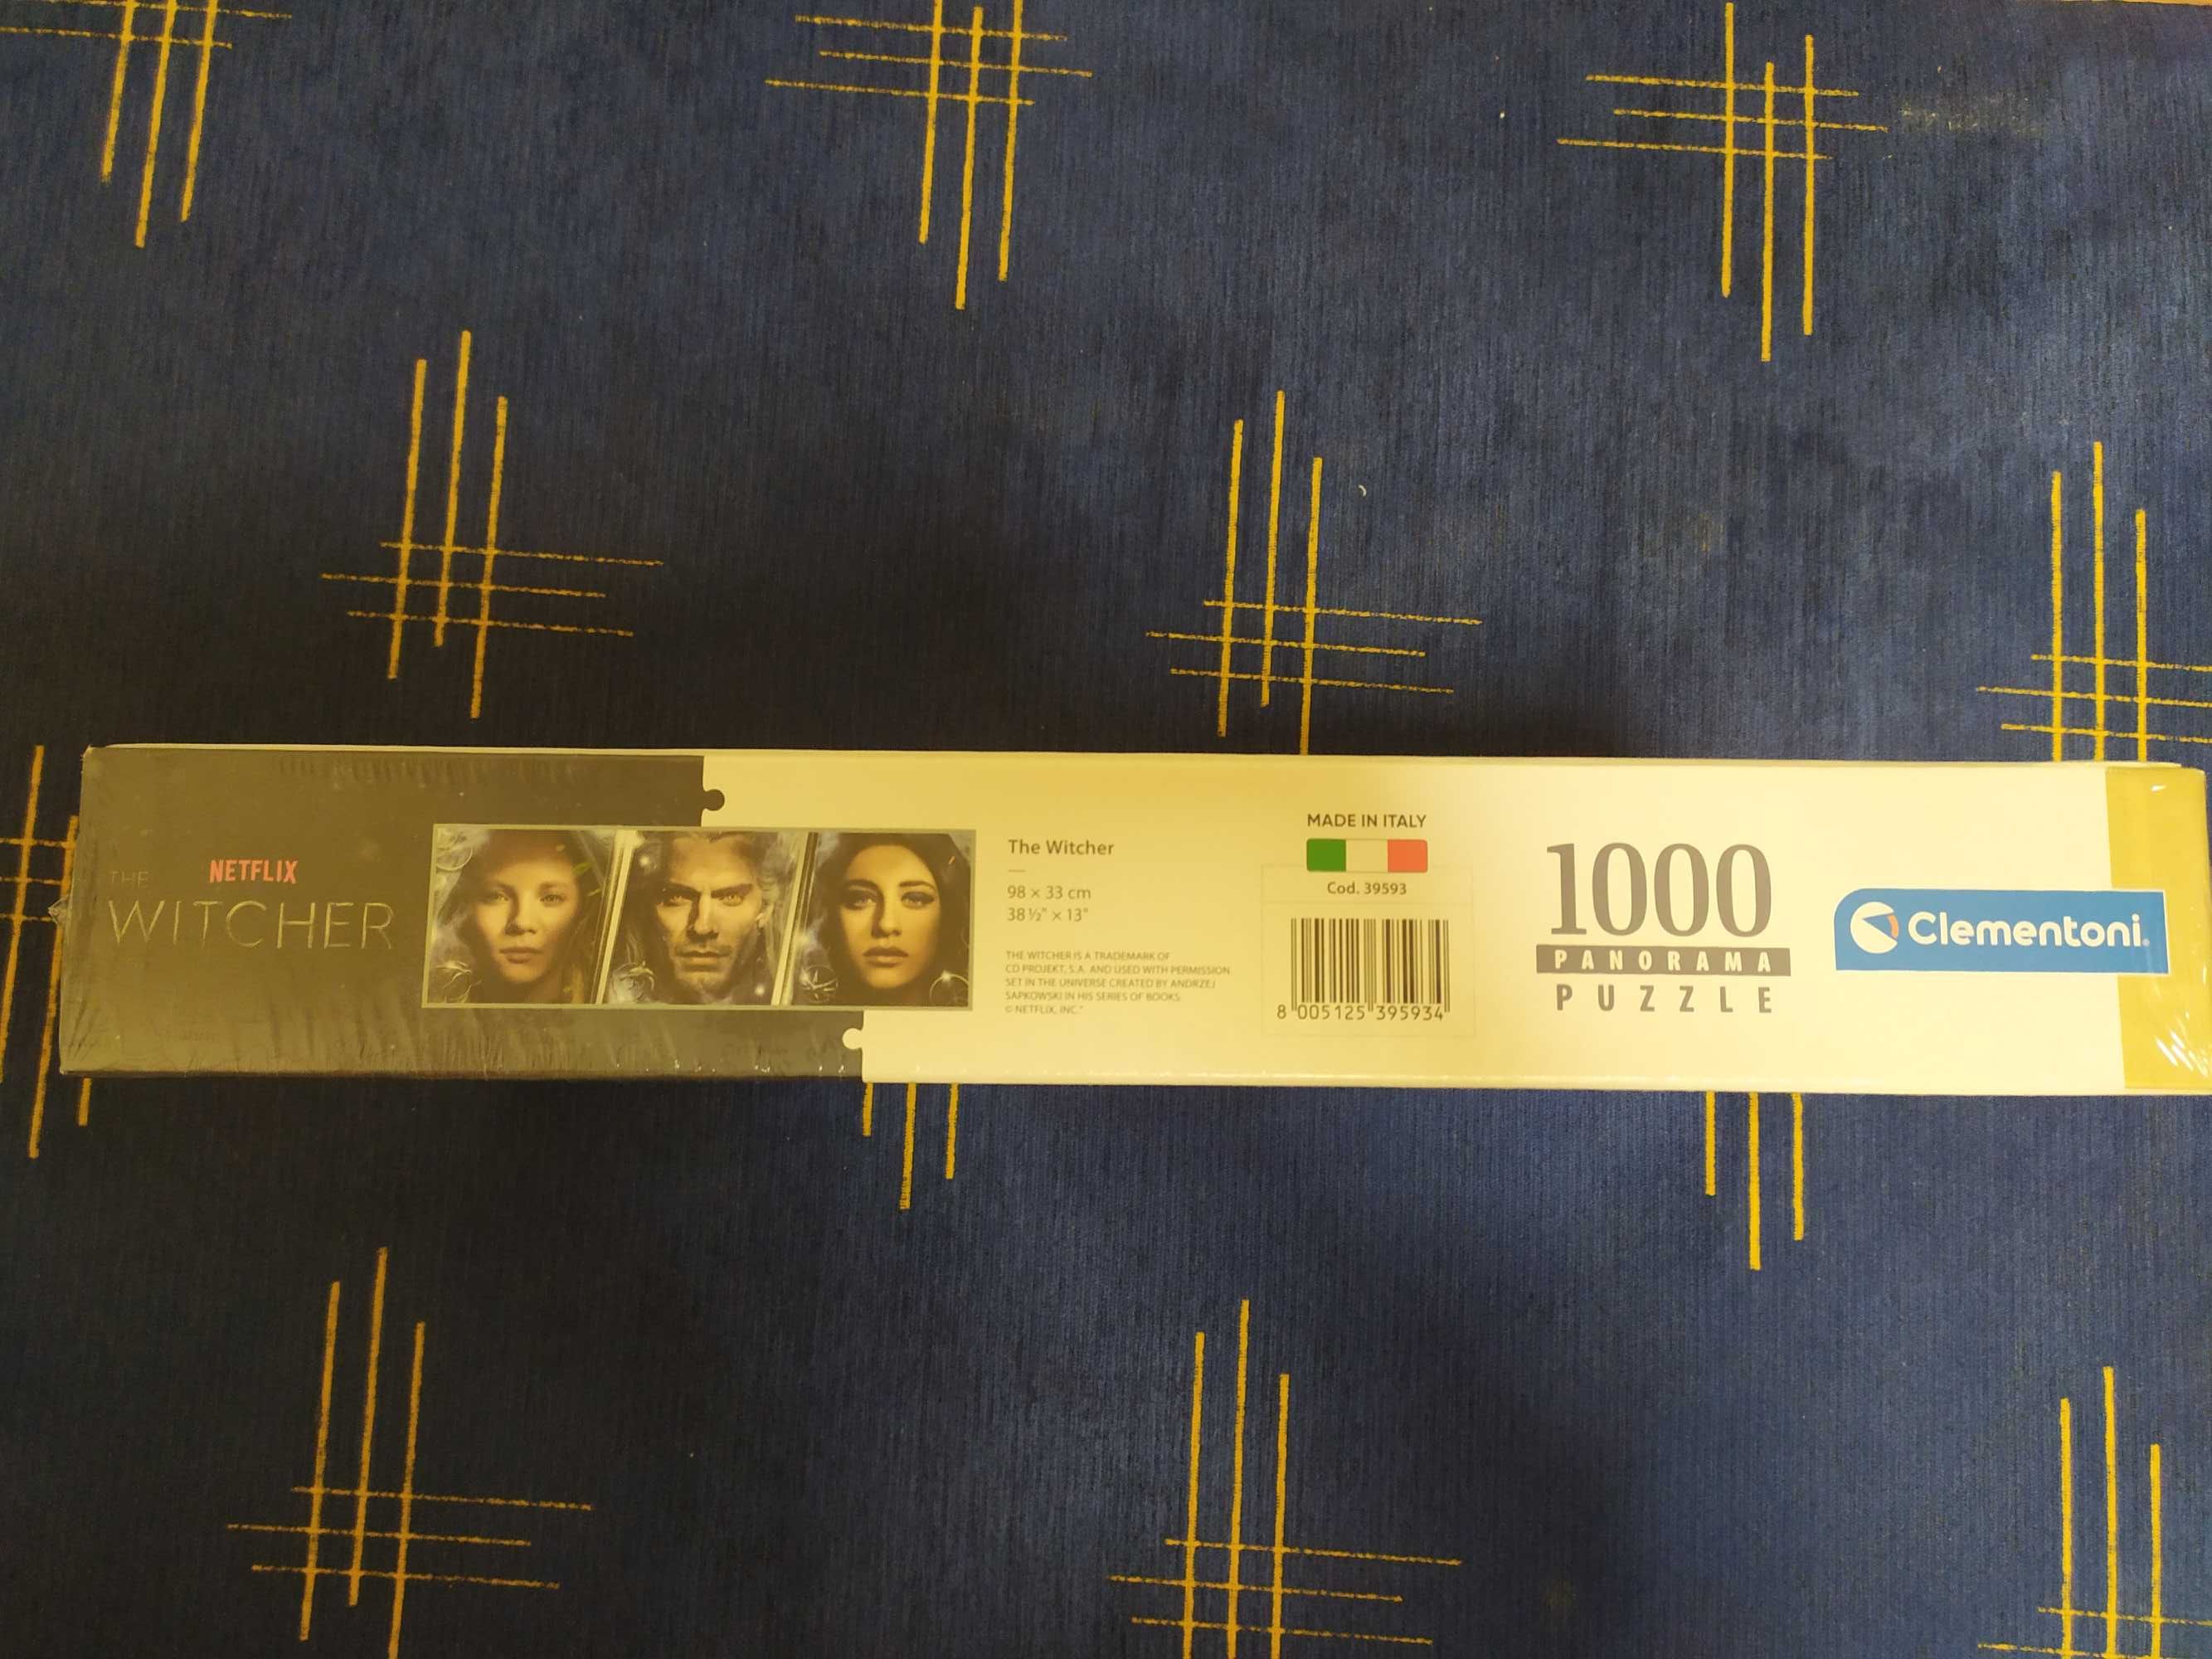 NETFLIX
THE
WITCHER
The Witcher
98 × 33 cm
38 ½" × 13"
THE WITCHER IS A TRADEMARK OF
CD PROJEKT, S.A. AND USED WITH PERMISSION
SET IN THE UNIVERSE CREATED BY ANDRZEJ
SAPKOWSKI IN HIS SERIES OF BOOKS.
© NETFLIX, INC."
MADE IN ITALY
Cod. 39593
8 005125 395934
1000
PANORAMA
PUZZLE
Clementoni